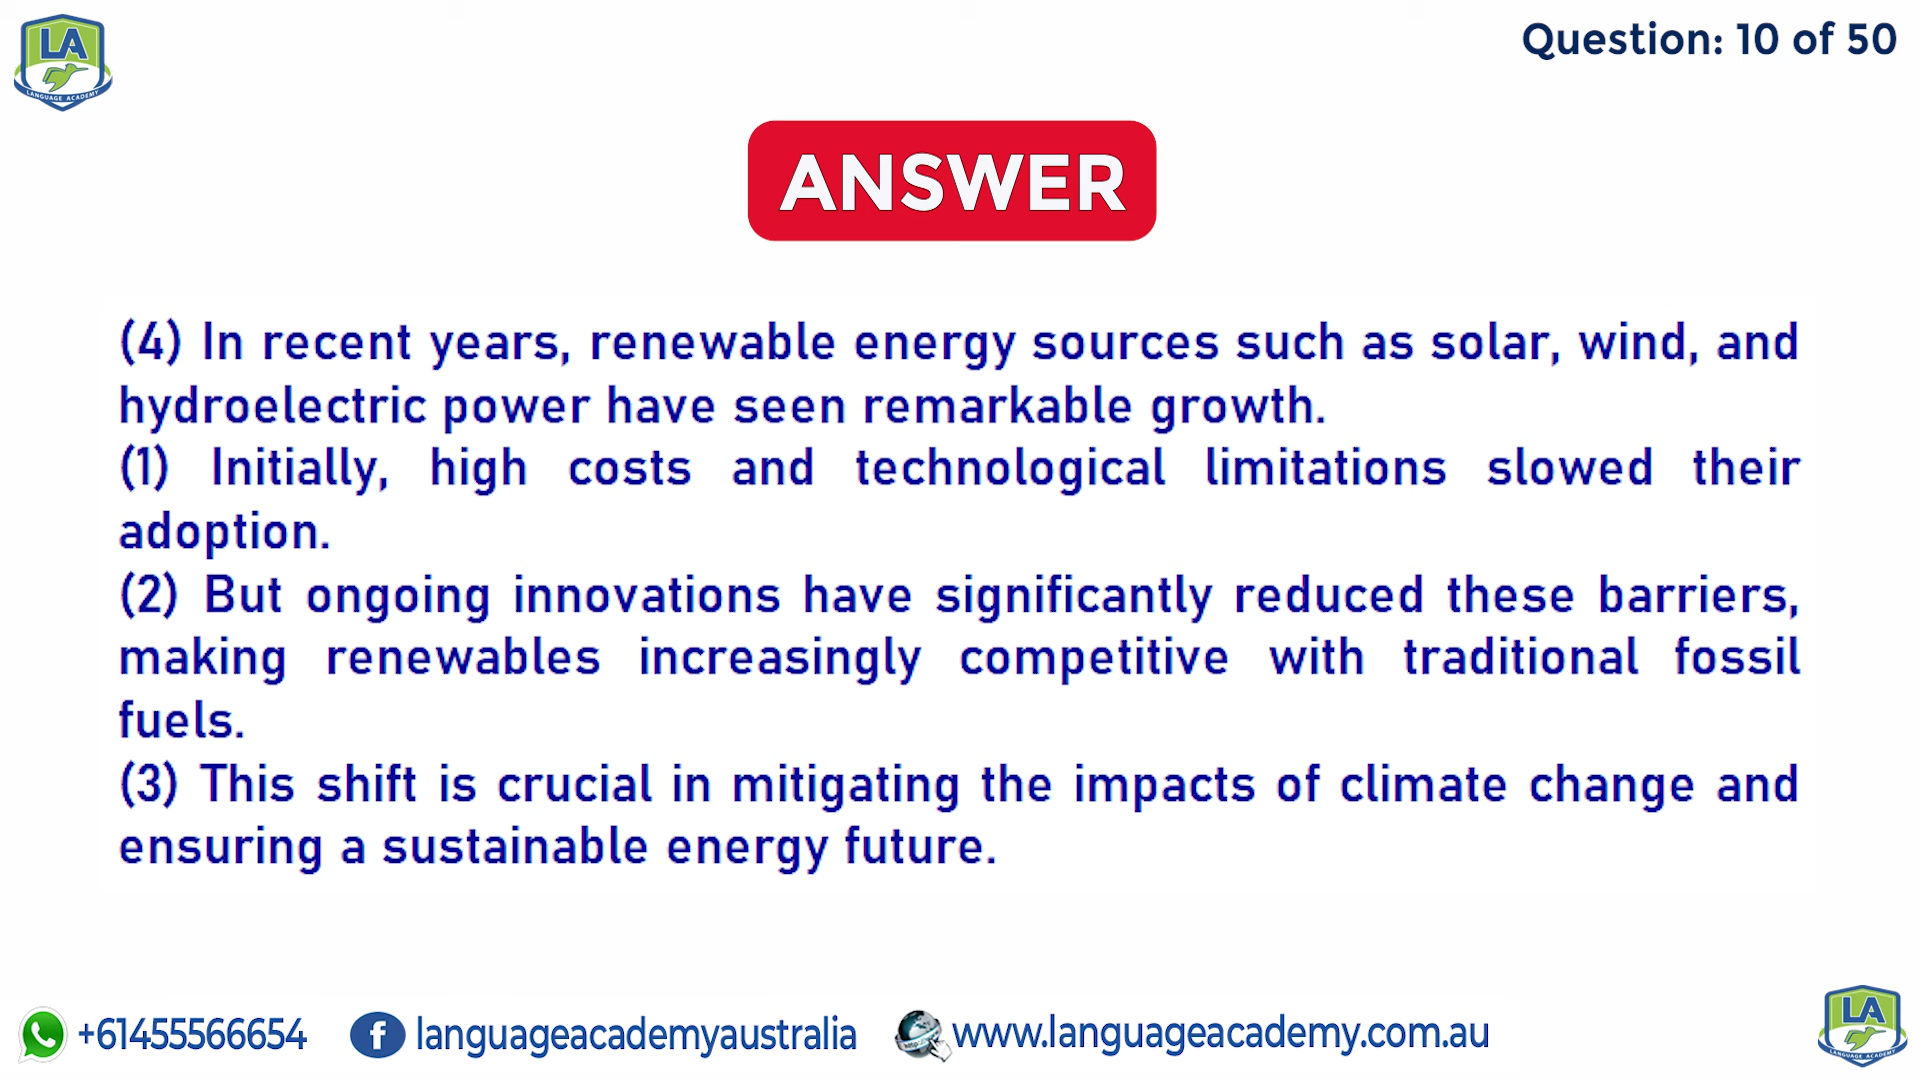 LA
LANGUAGE ACADEMY
Question: 10 of 50
ANSWER
(4) In recent years, renewable energy sources such as solar, wind, and
hydroelectric power have seen remarkable growth.
(1) Initially, high costs and technological limitations slowed their
adoption.
(2) But ongoing innovations have significantly reduced these barriers,
making renewables increasingly competitive with traditional fossil
fuels.
(3) This shift is crucial in mitigating the impacts of climate change and
ensuring a sustainable energy future.
+61455566654
f languageacademyaustralia
www.languageacademy.com.au
LA
LANGUAGE ACADEMY